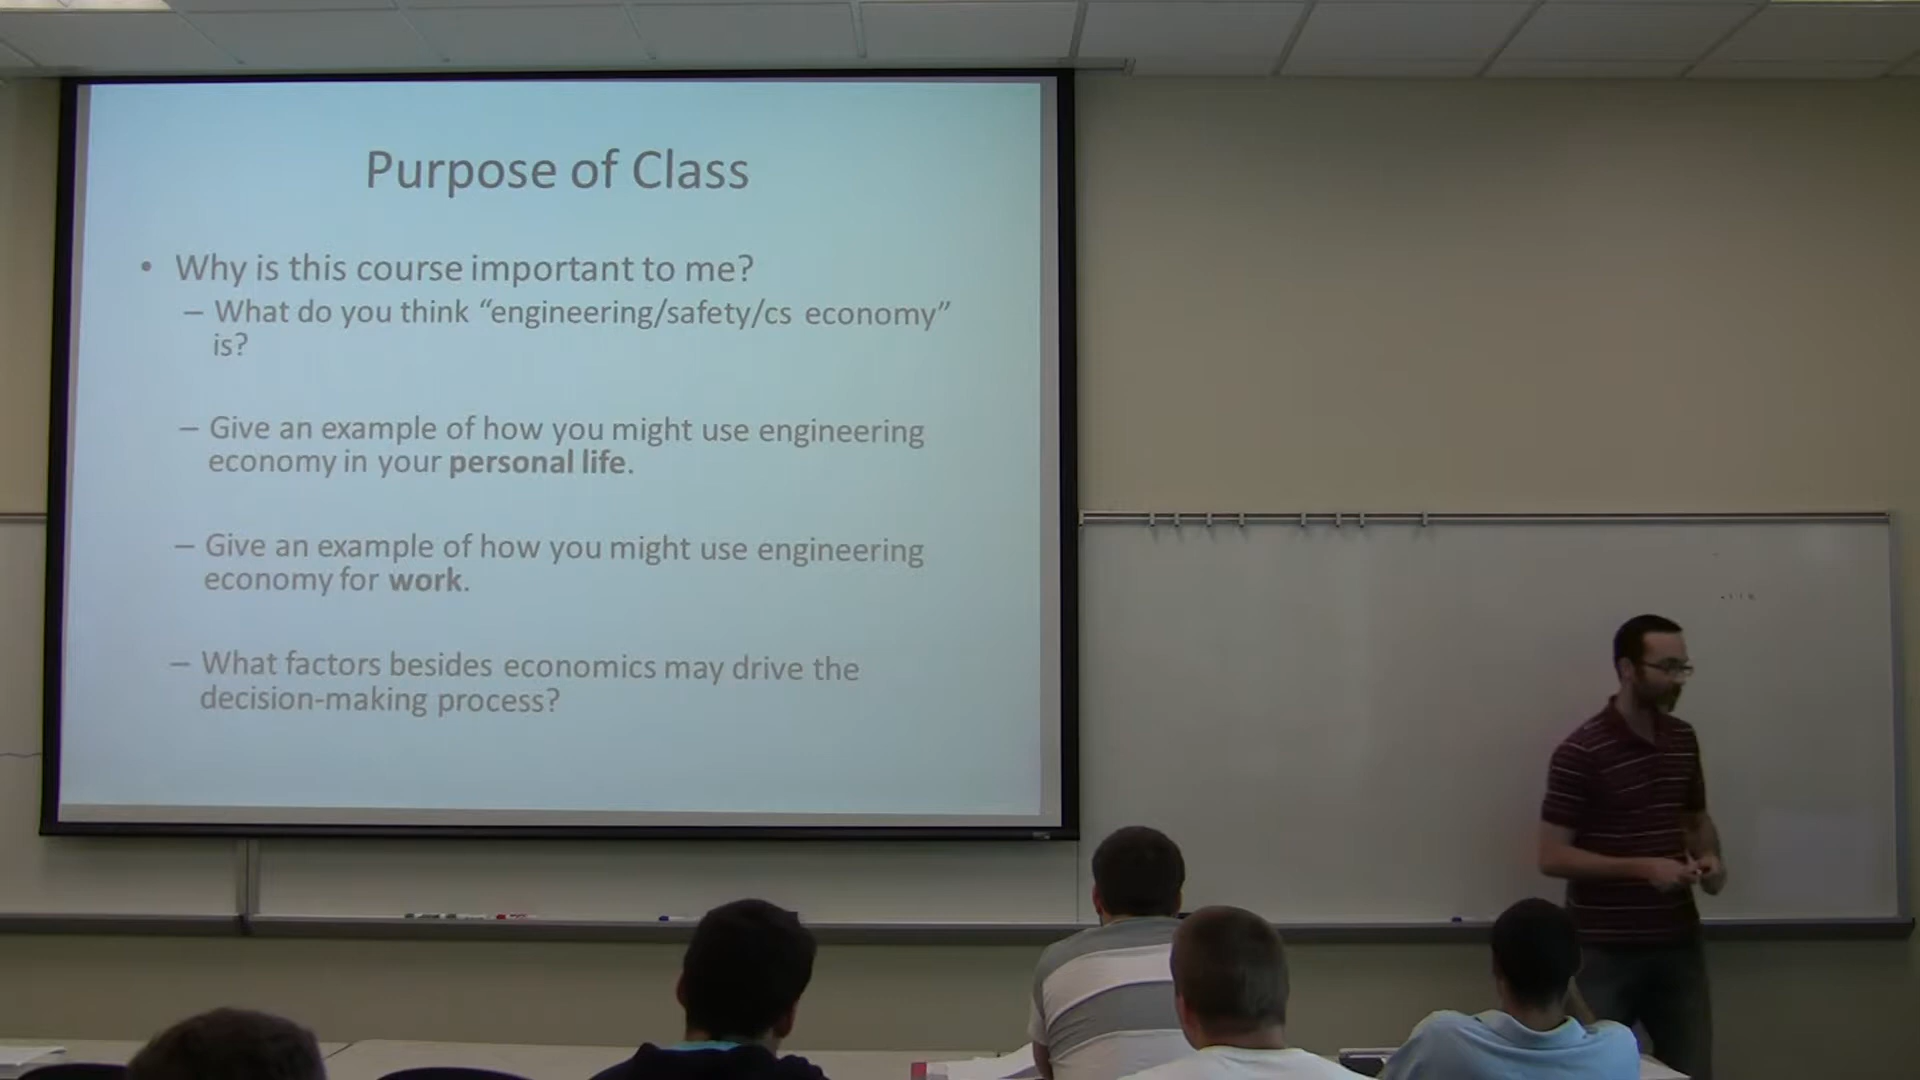 Purpose of Class
• Why is this course important to me?
– What do you think “engineering/safety/cs economy”
is?
– Give an example of how you might use engineering
economy in your personal life.
– Give an example of how you might use engineering
economy for work.
– What factors besides economics may drive the
decision-making process?